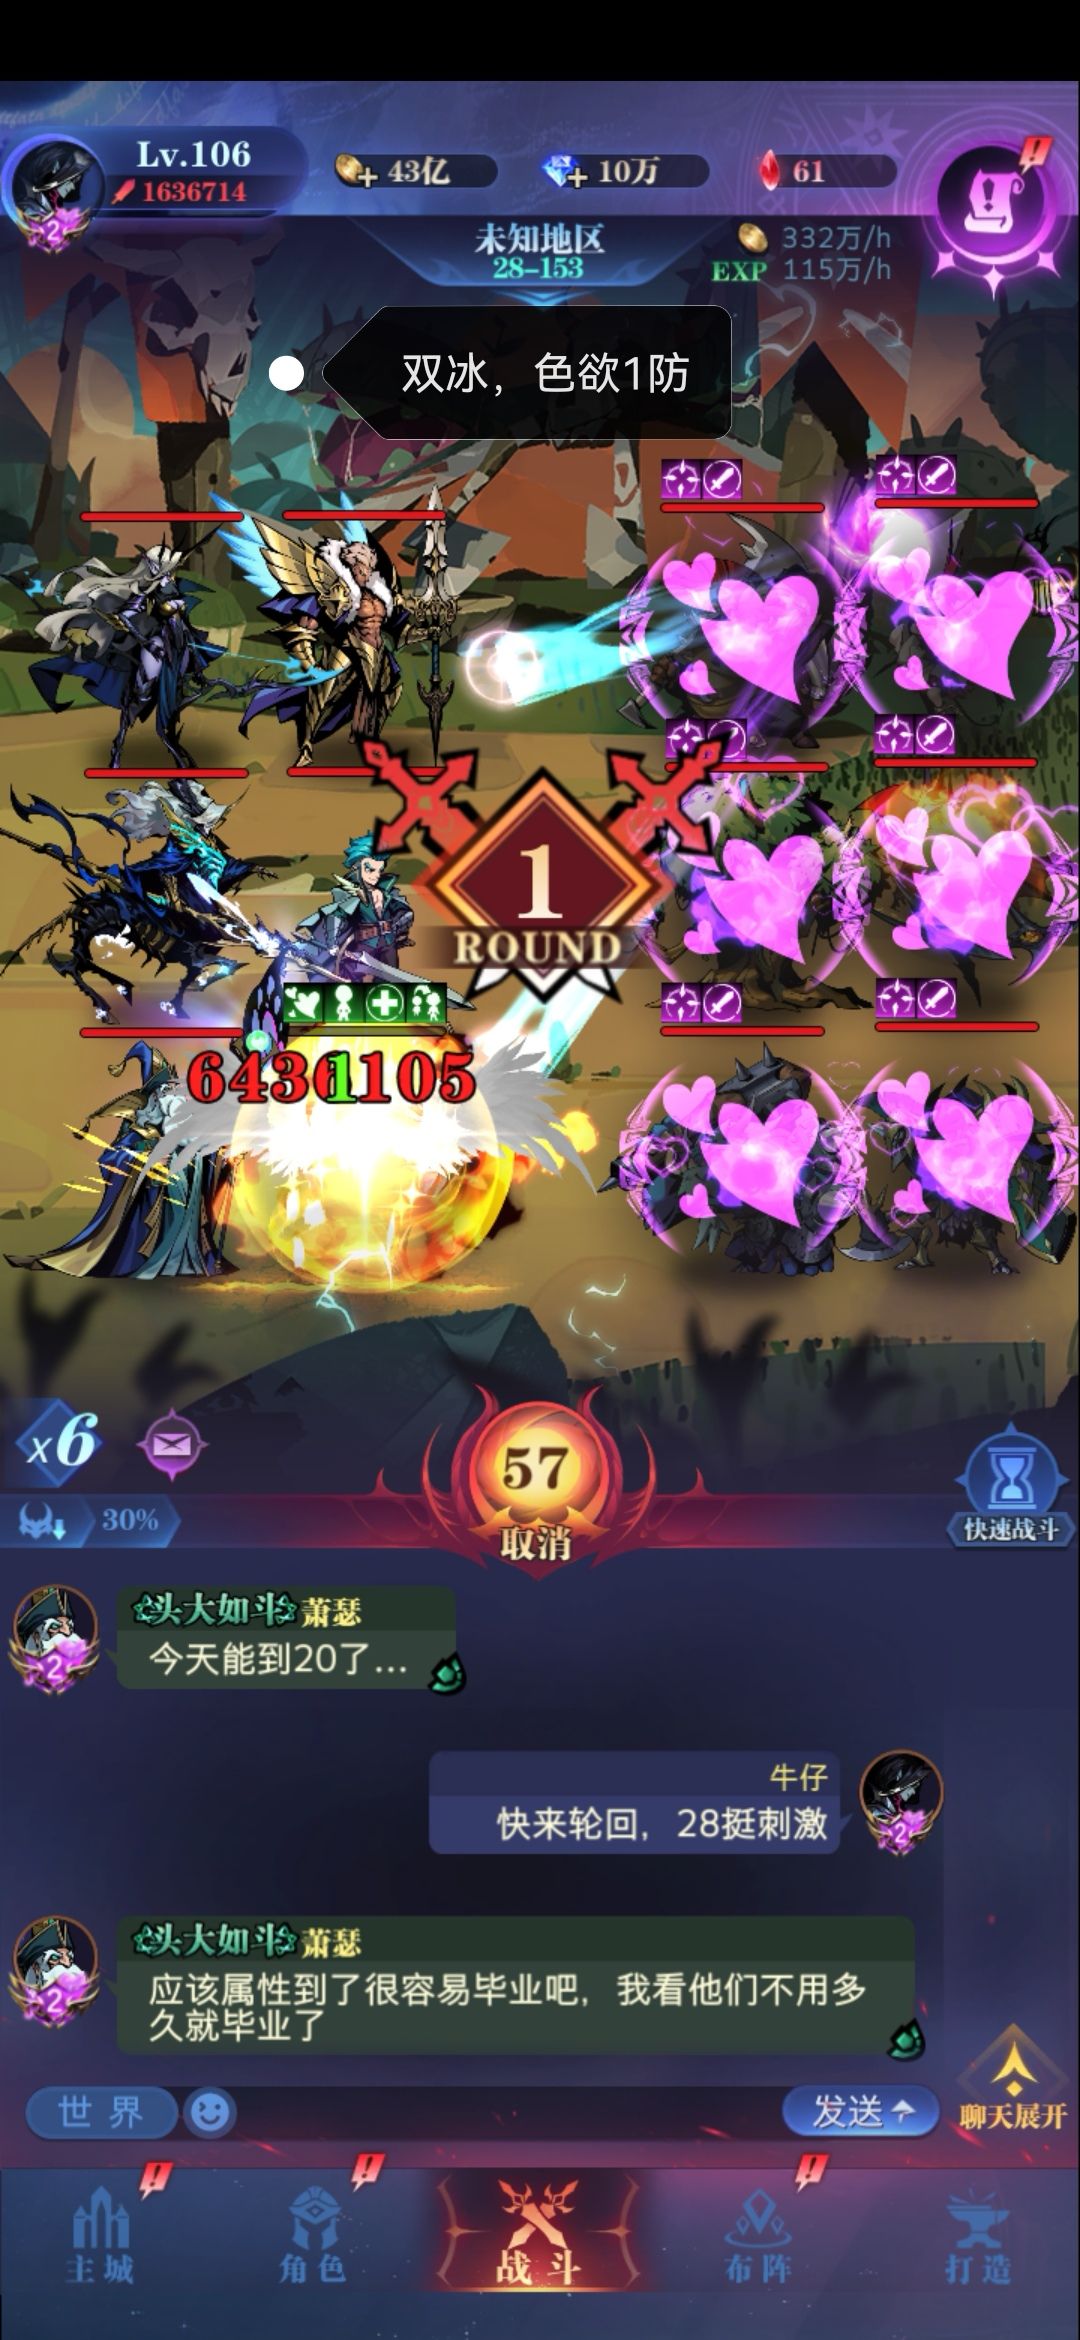 Lv.106
1636714
2
43亿
10万
61
未知地区
28-153
332万/h
EXP 115万/h
双冰，色欲1防
1
ROUND
1105
x6
57
取消
30%
快速战斗
头大如斗 萧瑟
今天能到20了...
2
牛仔
快来轮回，28挺刺激
2
头大如斗 萧瑟
应该属性到了很容易毕业吧，我看他们不用多
久就毕业了
2
世界
发送
聊天展开
主城
角色
战斗
布阵
打造